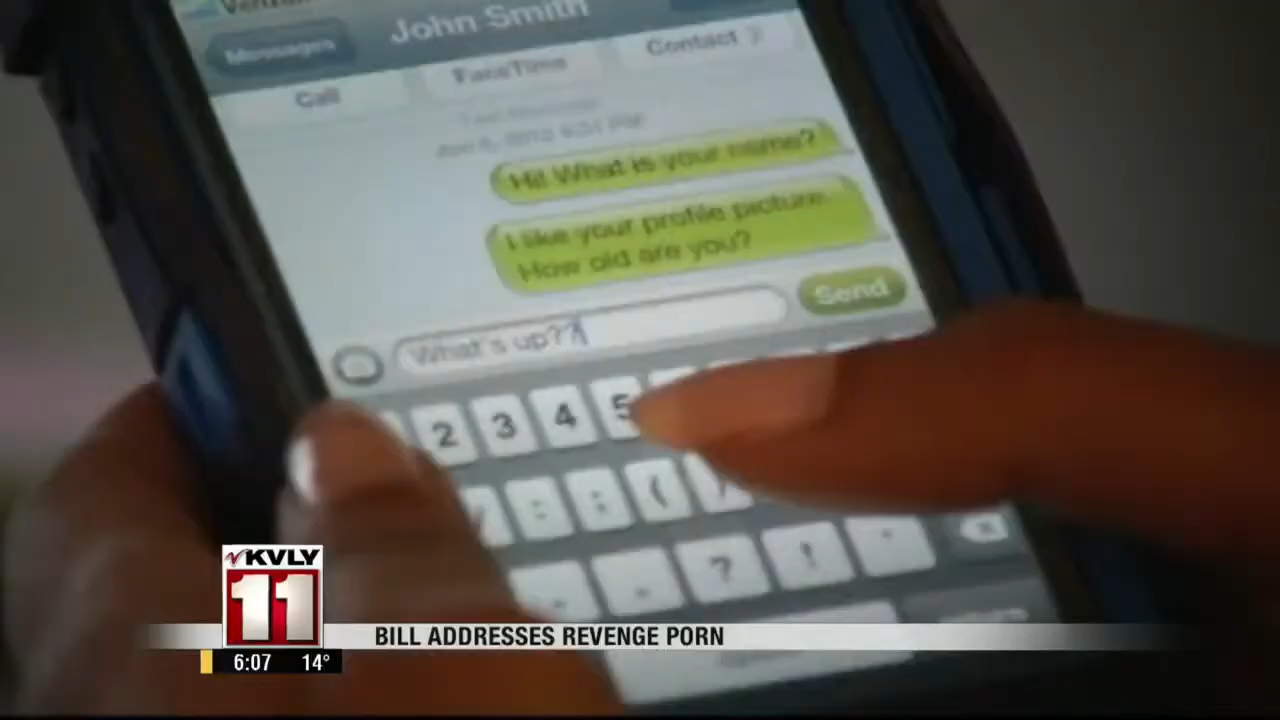 Verizon
Messages
John Smith
Call
FaceTime
Contact
Hi! What is your name?
I like your profile picture.
How old are you?
What's up??
Send
2 3 4 5
: ; ( )
. ? ! '
KVLY
11
BILL ADDRESSES REVENGE PORN
6:07 14°